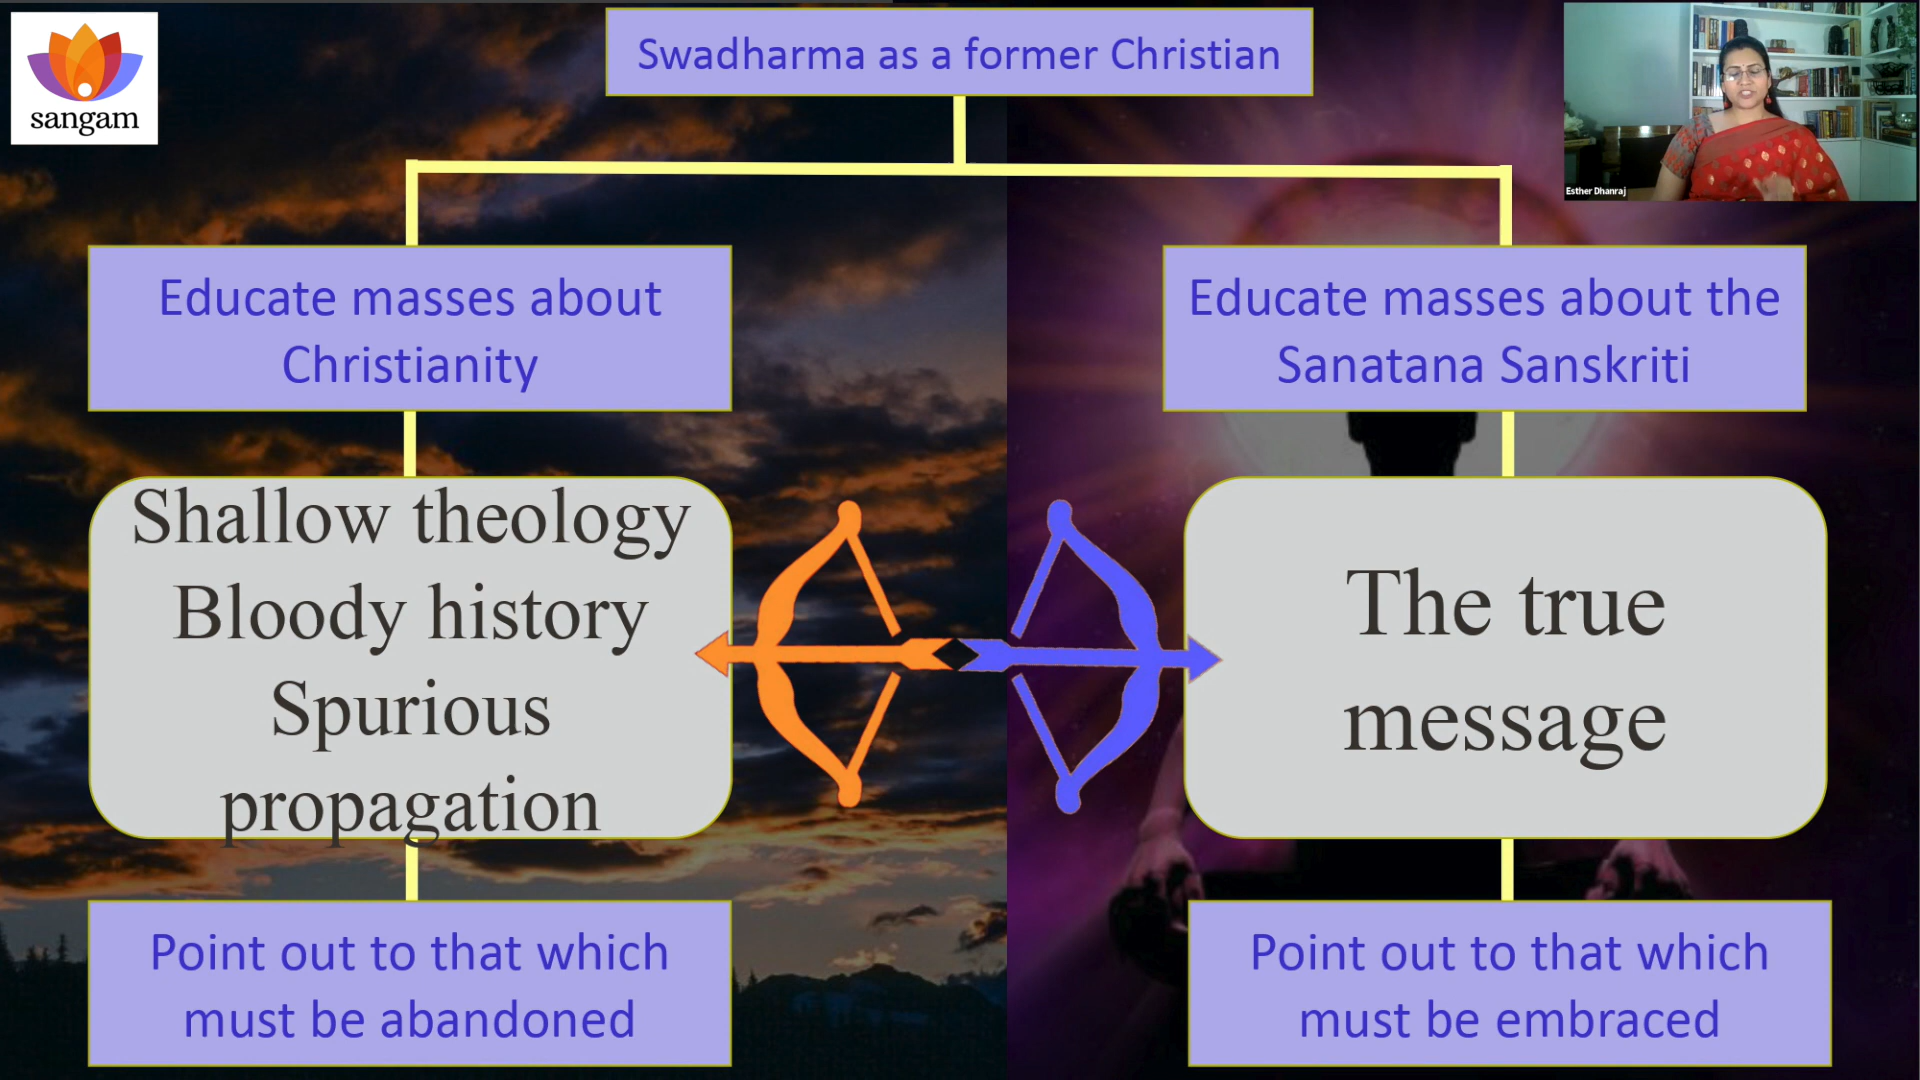 sangam
Swadharma as a former Christian
Esther Dhanraj
Educate masses about
Christianity
Educate masses about the
Sanatana Sanskriti
Shallow theology
Bloody history
Spurious
propagation
The true
message
Point out to that which
must be abandoned
Point out to that which
must be embraced